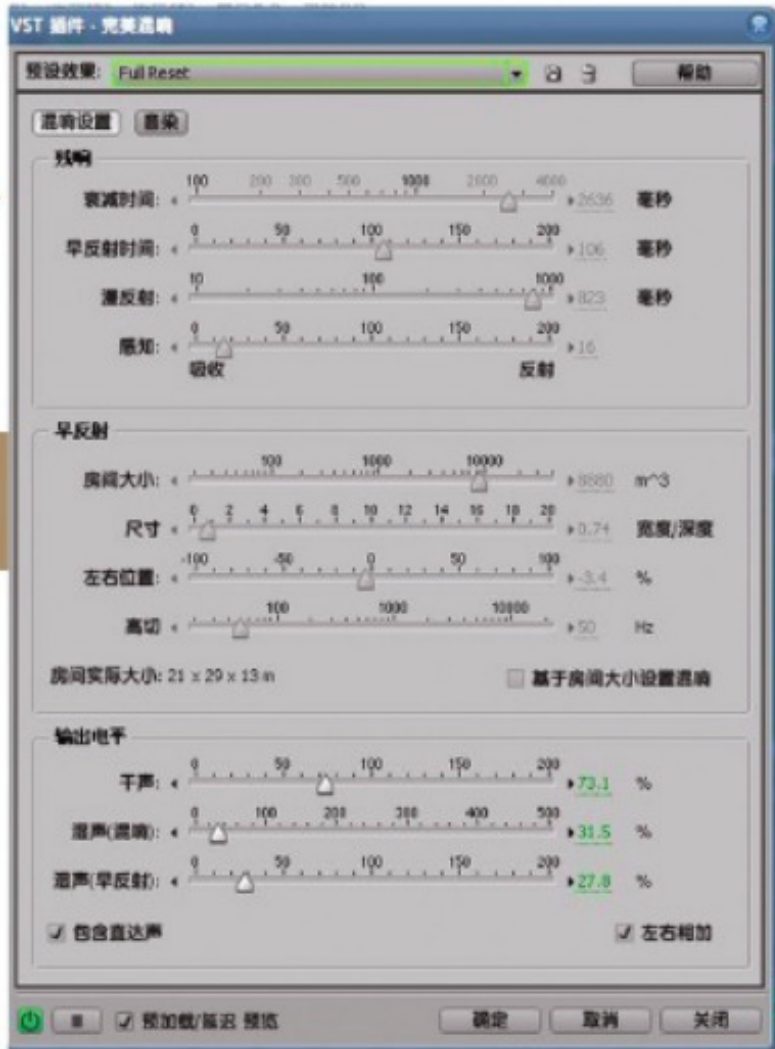 VST 插件 - 完美混响
预设效果: Full Reset 帮助
混响设置 音染
残响
100 200 300 500 1000 2000 4000
衰减时间: 2636 毫秒
0 50 100 150 200
早反射时间: 106 毫秒
10 100 1000
漫反射: 823 毫秒
0 50 100 150 200
感知: 16
吸收 反射
早反射
100 1000 10000
房间大小: 8880 m^3
0 2 4 6 8 10 12 14 16 18 20
尺寸 0.74 宽度/深度
-100 -50 0 50 100
左右位置: -3.4 %
100 1000 10000
高切 50 Hz
房间实际大小: 21 x 29 x 13 m 基于房间大小设置混响
输出电平
0 50 100 150 200
干声: 73.1 %
0 100 200 300 400 500
湿声(混响): 31.5 %
0 50 100 150 200
湿声(早反射): 27.8 %
包含直达声 左右相加
预加载/延迟 预览 确定 取消 关闭